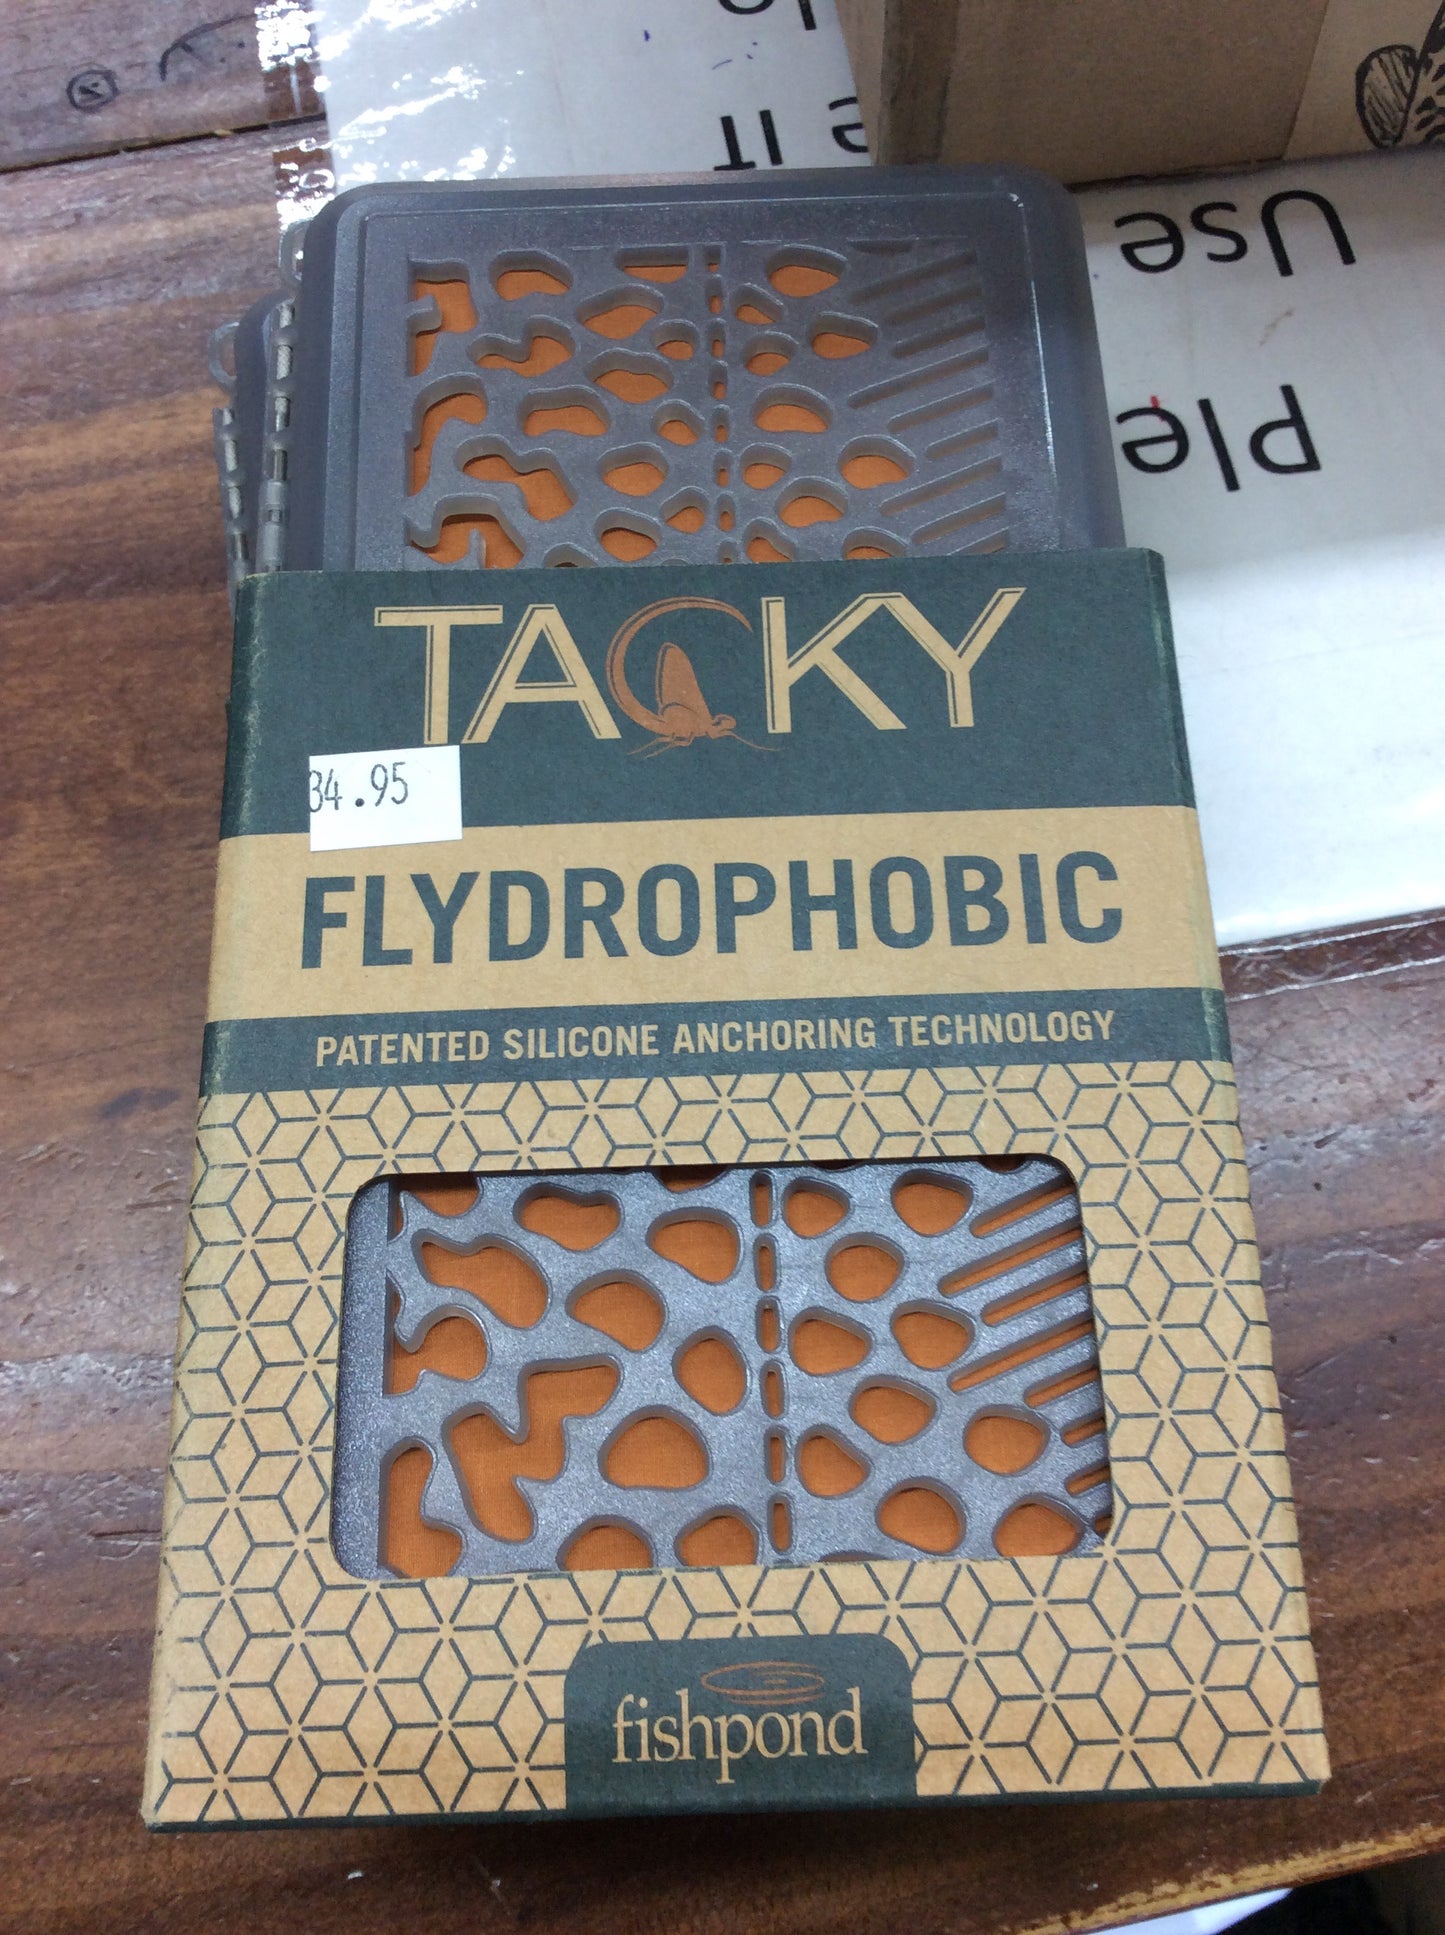 TACKY
34.95
FLYDROPHOBIC
PATENTED SILICONE ANCHORING TECHNOLOGY
fishpond
Use
Ple